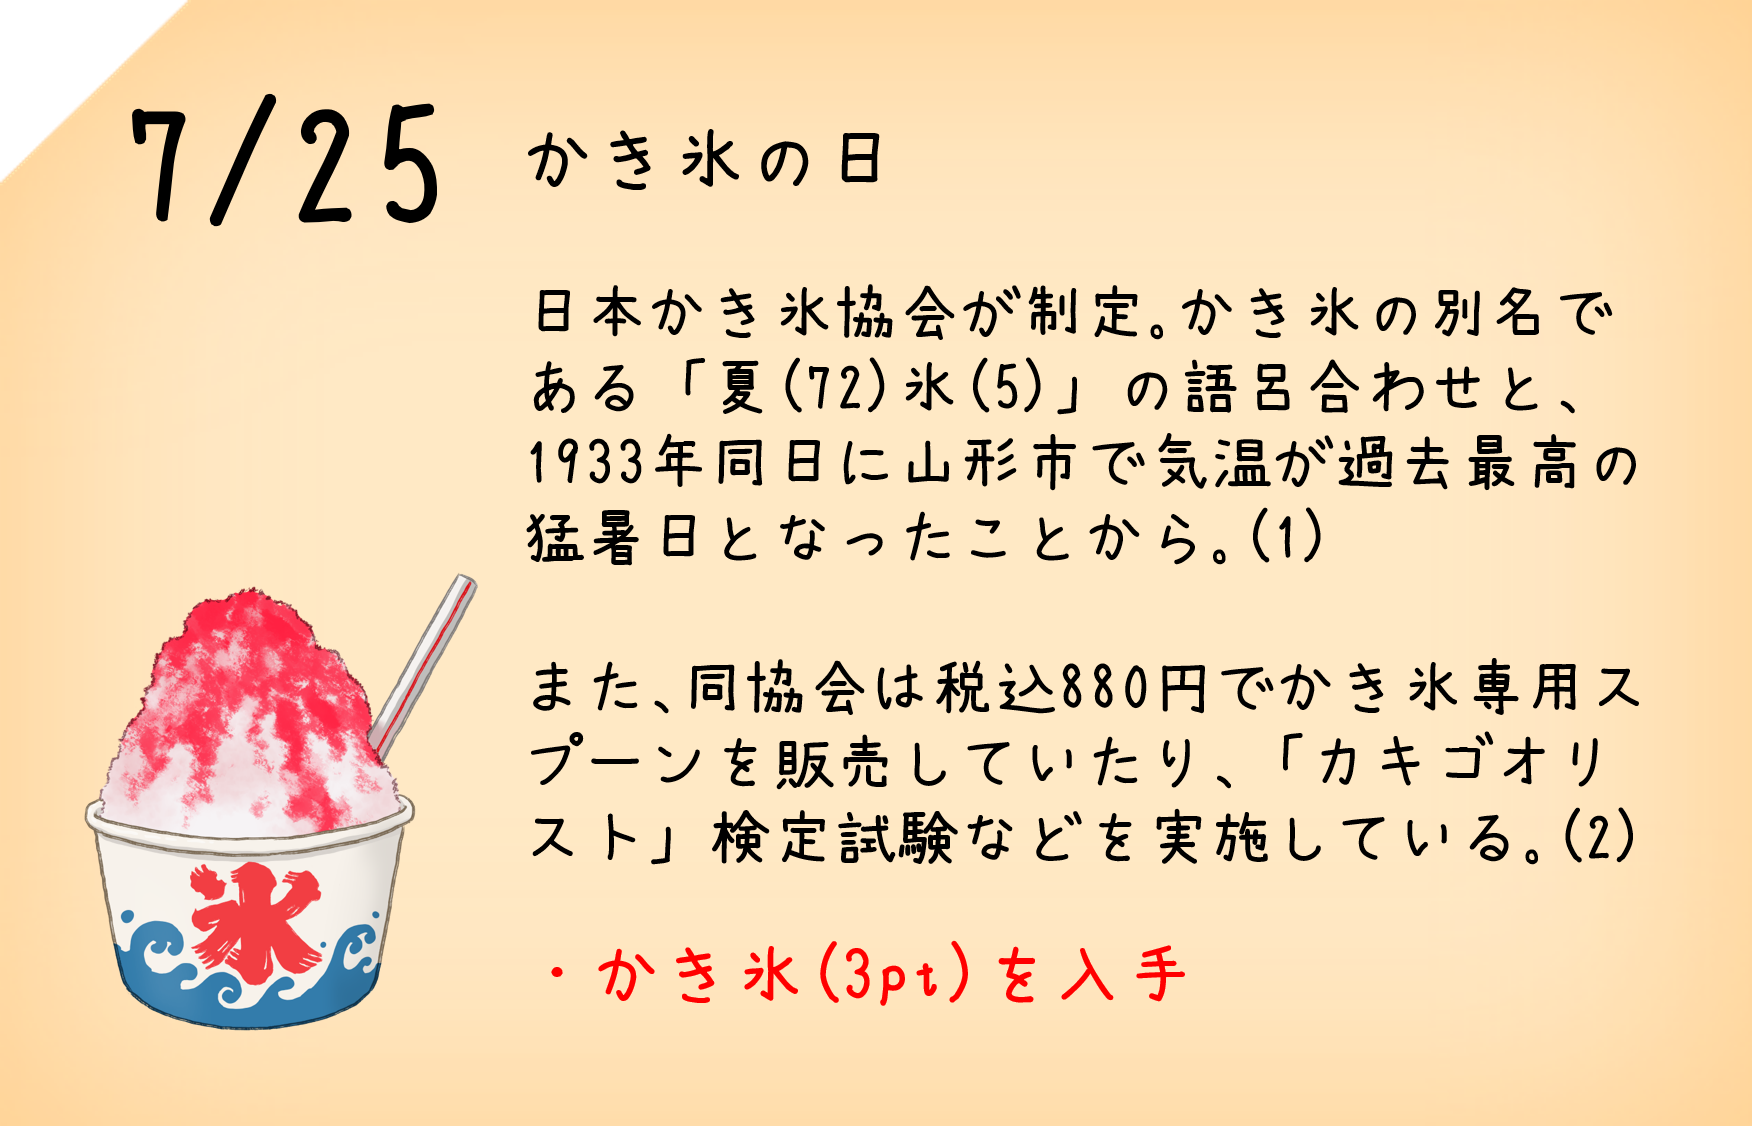 7/25 かき氷の日
日本かき氷協会が制定。かき氷の別名で
ある「夏(72)氷(5)」の語呂合わせと、
1933年同日に山形市で気温が過去最高の
猛暑日となったことから。(1)
また、同協会は税込880円でかき氷専用ス
プーンを販売していたり、「カキゴオリ
スト」検定試験などを実施している。(2)
・かき氷(3pt)を入手
氷